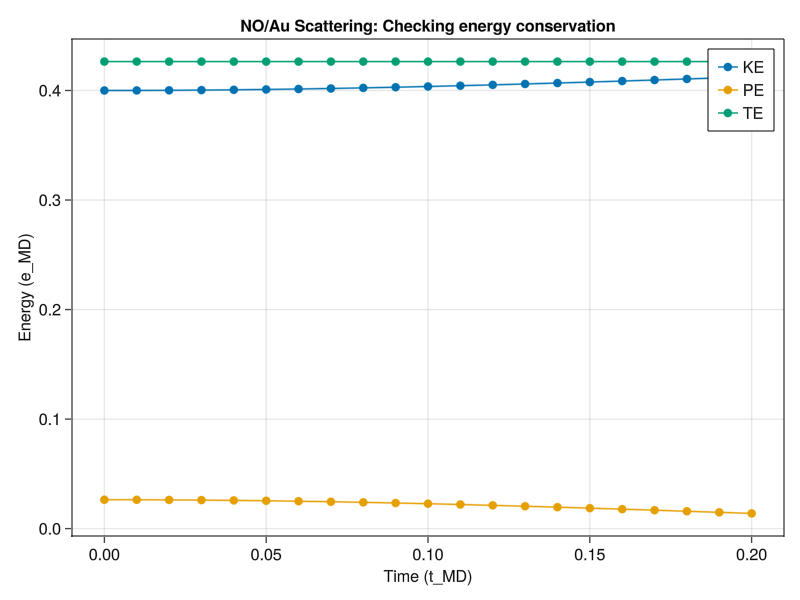 NO/Au Scattering: Checking energy conservation
KE
PE
TE
Energy (e_MD)
0.4
0.3
0.2
0.1
0.0
0.00 0.05 0.10 0.15 0.20
Time (t_MD)